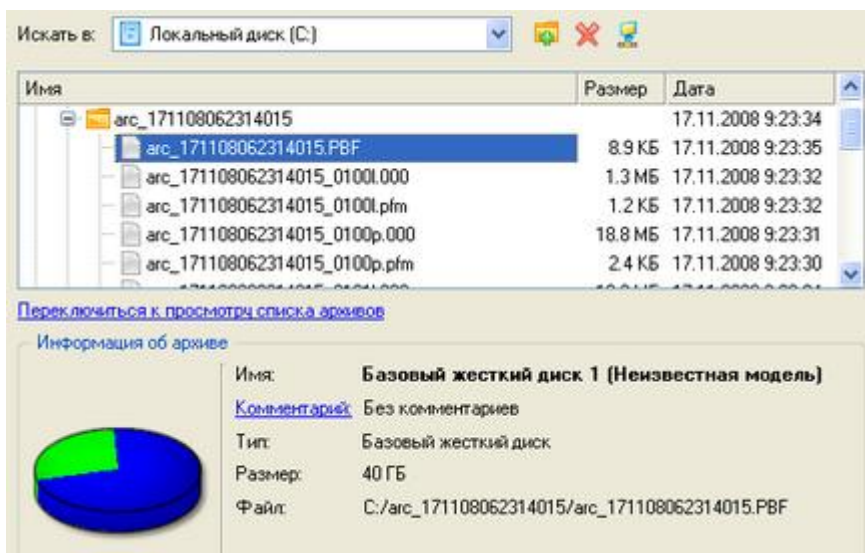 Искать в: Локальный диск (C:)
Имя Размер Дата
arc_171108062314015 17.11.2008 9:23:34
arc_171108062314015.PBF 8.9 КБ 17.11.2008 9:23:35
arc_171108062314015_0100l.000 1.3 МБ 17.11.2008 9:23:32
arc_171108062314015_0100l.pfm 1.2 КБ 17.11.2008 9:23:32
arc_171108062314015_0100p.000 18.8 МБ 17.11.2008 9:23:31
arc_171108062314015_0100p.pfm 2.4 КБ 17.11.2008 9:23:30
Переключиться к просмотру списка архивов
Информация об архиве
Имя: Базовый жесткий диск 1 (Неизвестная модель)
Комментарий: Без комментариев
Тип: Базовый жесткий диск
Размер: 40 ГБ
Файл: C:/arc_171108062314015/arc_171108062314015.PBF